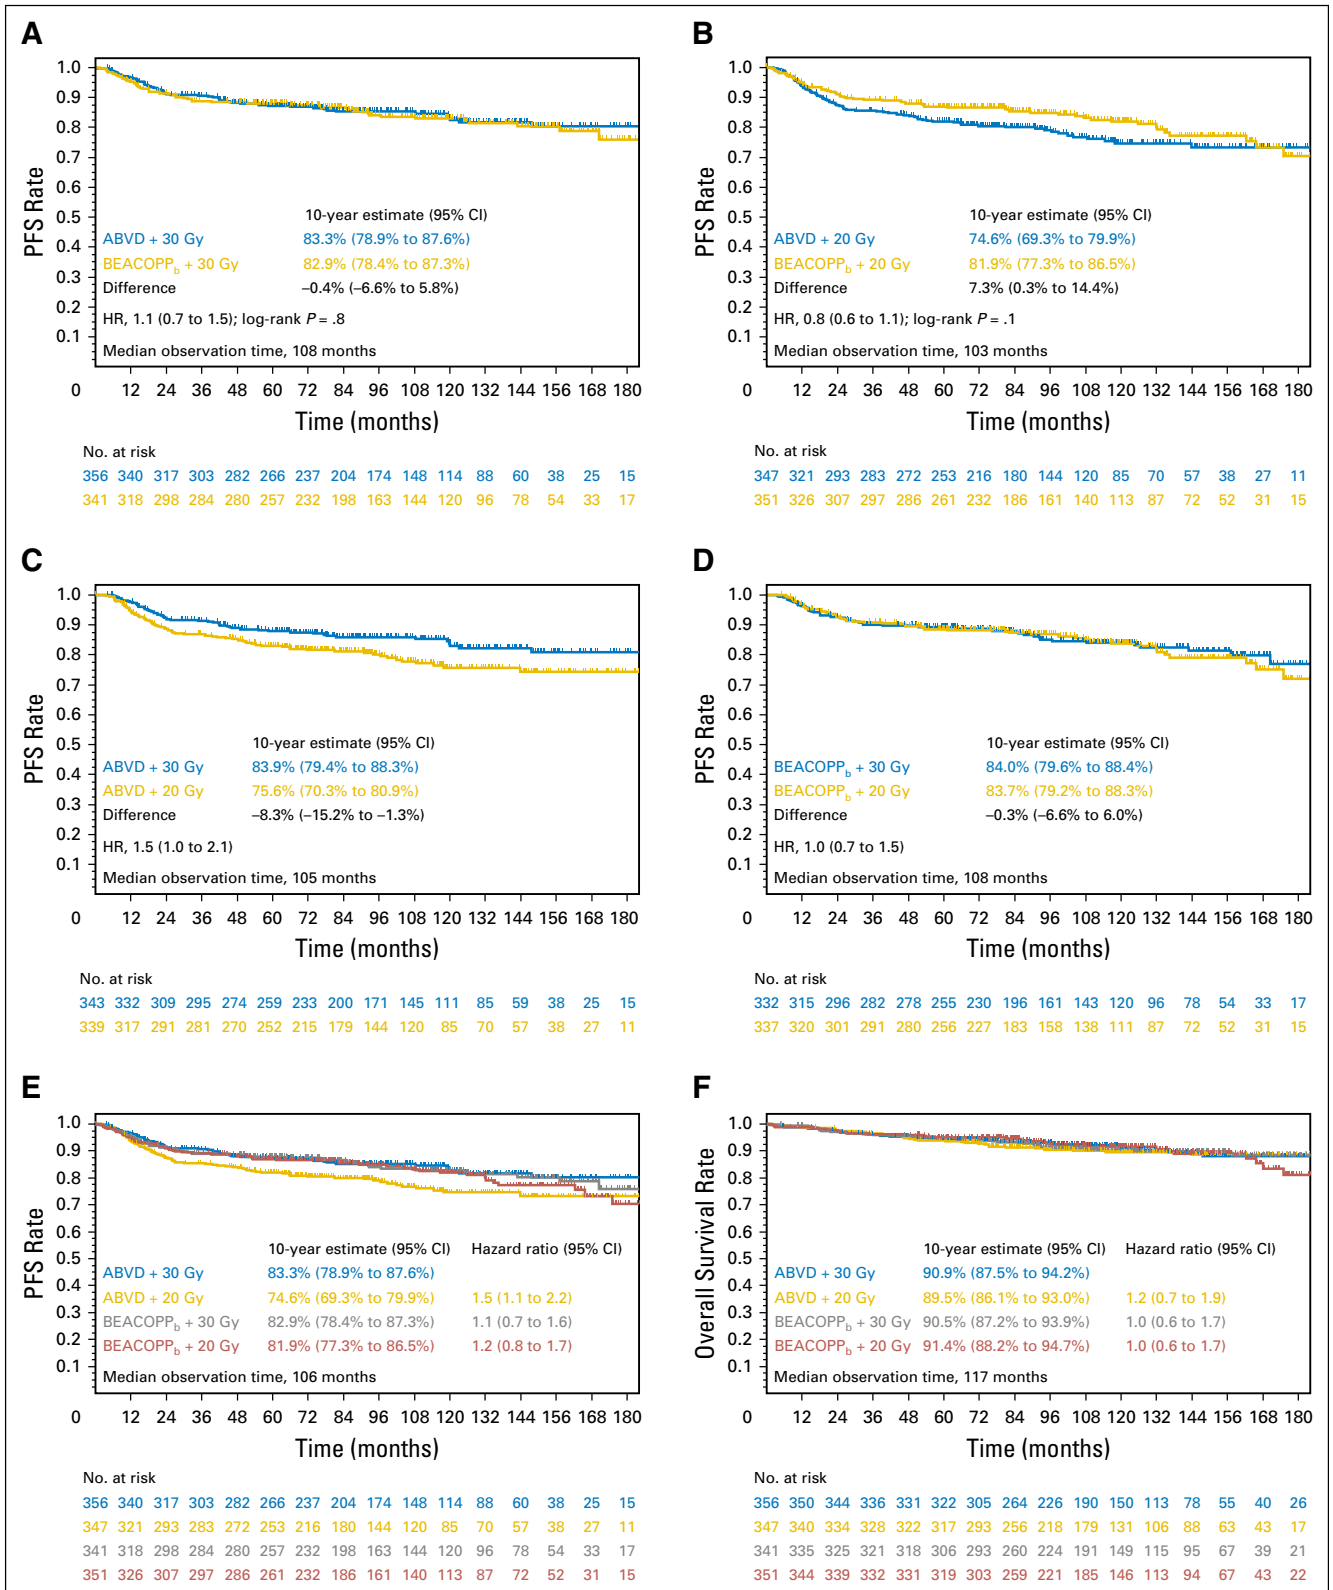 A
1.0
0.9
0.8
0.7
0.6
0.5
0.4
0.3
0.2
0.1
PFS Rate
10-year estimate (95% CI)
ABVD + 30 Gy 83.3% (78.9% to 87.6%)
BEACOPPb + 30 Gy 82.9% (78.4% to 87.3%)
Difference –0.4% (–6.6% to 5.8%)
HR, 1.1 (0.7 to 1.5); log-rank P = .8
Median observation time, 108 months
0 12 24 36 48 60 72 84 96 108 120 132 144 156 168 180
Time (months)
No. at risk
356 340 317 303 282 266 237 204 174 148 114 88 60 38 25 15
341 318 298 284 280 257 232 198 163 144 120 96 78 54 33 17
B
1.0
0.9
0.8
0.7
0.6
0.5
0.4
0.3
0.2
0.1
PFS Rate
10-year estimate (95% CI)
ABVD + 20 Gy 74.6% (69.3% to 79.9%)
BEACOPPb + 20 Gy 81.9% (77.3% to 86.5%)
Difference 7.3% (0.3% to 14.4%)
HR, 0.8 (0.6 to 1.1); log-rank P = .1
Median observation time, 103 months
0 12 24 36 48 60 72 84 96 108 120 132 144 156 168 180
Time (months)
No. at risk
347 321 293 283 272 253 216 180 144 120 85 70 57 38 27 11
351 326 307 297 286 261 232 186 161 140 113 87 72 52 31 15
C
1.0
0.9
0.8
0.7
0.6
0.5
0.4
0.3
0.2
0.1
PFS Rate
10-year estimate (95% CI)
ABVD + 30 Gy 83.9% (79.4% to 88.3%)
ABVD + 20 Gy 75.6% (70.3% to 80.9%)
Difference –8.3% (–15.2% to –1.3%)
HR, 1.5 (1.0 to 2.1)
Median observation time, 105 months
0 12 24 36 48 60 72 84 96 108 120 132 144 156 168 180
Time (months)
No. at risk
343 332 309 295 274 259 233 200 171 145 111 85 59 38 25 15
339 317 291 281 270 252 215 179 144 120 85 70 57 38 27 11
D
1.0
0.9
0.8
0.7
0.6
0.5
0.4
0.3
0.2
0.1
PFS Rate
10-year estimate (95% CI)
BEACOPPb + 30 Gy 84.0% (79.6% to 88.4%)
BEACOPPb + 20 Gy 83.7% (79.2% to 88.3%)
Difference –0.3% (–6.6% to 6.0%)
HR, 1.0 (0.7 to 1.5)
Median observation time, 108 months
0 12 24 36 48 60 72 84 96 108 120 132 144 156 168 180
Time (months)
No. at risk
332 315 296 282 278 255 230 196 161 143 120 96 78 54 33 17
337 320 301 291 280 256 227 183 158 138 111 87 72 52 31 15
E
1.0
0.9
0.8
0.7
0.6
0.5
0.4
0.3
0.2
0.1
PFS Rate
10-year estimate (95% CI) Hazard ratio (95% CI)
ABVD + 30 Gy 83.3% (78.9% to 87.6%)
ABVD + 20 Gy 74.6% (69.3% to 79.9%) 1.5 (1.1 to 2.2)
BEACOPPb + 30 Gy 82.9% (78.4% to 87.3%) 1.1 (0.7 to 1.6)
BEACOPPb + 20 Gy 81.9% (77.3% to 86.5%) 1.2 (0.8 to 1.7)
Median observation time, 106 months
0 12 24 36 48 60 72 84 96 108 120 132 144 156 168 180
Time (months)
No. at risk
356 340 317 303 282 266 237 204 174 148 114 88 60 38 25 15
347 321 293 283 272 253 216 180 144 120 85 70 57 38 27 11
341 318 298 284 280 257 232 198 163 144 120 96 78 54 33 17
351 326 307 297 286 261 232 186 161 140 113 87 72 52 31 15
F
1.0
0.9
0.8
0.7
0.6
0.5
0.4
0.3
0.2
0.1
Overall Survival Rate
10-year estimate (95% CI) Hazard ratio (95% CI)
ABVD + 30 Gy 90.9% (87.5% to 94.2%)
ABVD + 20 Gy 89.5% (86.1% to 93.0%) 1.2 (0.7 to 1.9)
BEACOPPb + 30 Gy 90.5% (87.2% to 93.9%) 1.0 (0.6 to 1.7)
BEACOPPb + 20 Gy 91.4% (88.2% to 94.7%) 1.0 (0.6 to 1.7)
Median observation time, 117 months
0 12 24 36 48 60 72 84 96 108 120 132 144 156 168 180
Time (months)
No. at risk
356 350 344 336 331 322 305 264 226 190 150 113 78 55 40 26
347 340 334 328 322 317 293 256 218 179 131 106 88 63 43 17
341 335 325 321 318 306 293 260 224 191 149 115 95 67 39 21
351 344 339 332 331 319 303 259 221 185 146 113 94 67 43 22